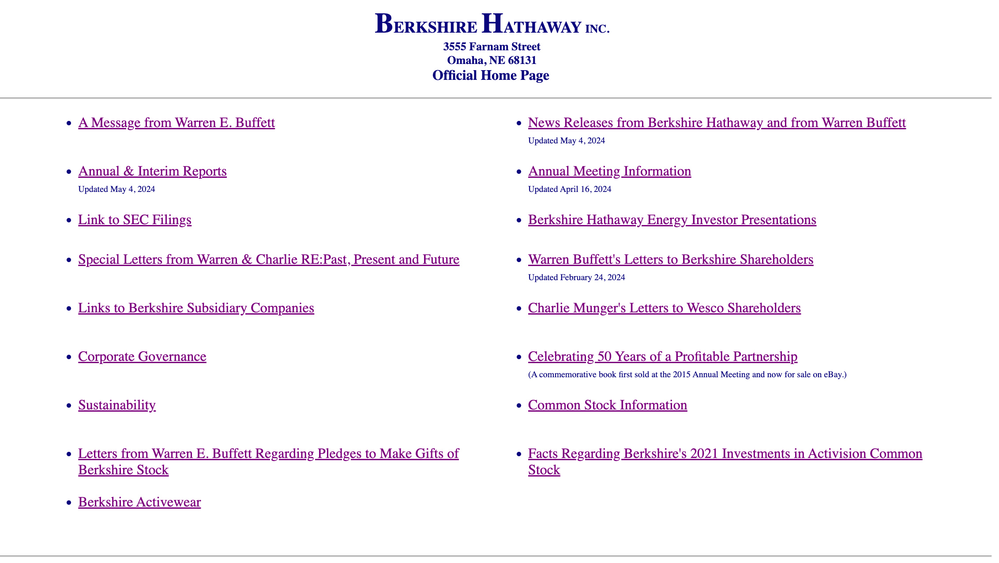 BERKSHIRE HATHAWAY INC.
3555 Farnam Street
Omaha, NE 68131
Official Home Page
A Message from Warren E. Buffett
News Releases from Berkshire Hathaway and from Warren Buffett
Updated May 4, 2024
Annual & Interim Reports
Updated May 4, 2024
Annual Meeting Information
Updated April 16, 2024
Link to SEC Filings
Berkshire Hathaway Energy Investor Presentations
Special Letters from Warren & Charlie RE:Past, Present and Future
Warren Buffett's Letters to Berkshire Shareholders
Updated February 24, 2024
Links to Berkshire Subsidiary Companies
Charlie Munger's Letters to Wesco Shareholders
Corporate Governance
Celebrating 50 Years of a Profitable Partnership
(A commemorative book first sold at the 2015 Annual Meeting and now for sale on eBay.)
Sustainability
Common Stock Information
Letters from Warren E. Buffett Regarding Pledges to Make Gifts of
Berkshire Stock
Facts Regarding Berkshire's 2021 Investments in Activision Common
Stock
Berkshire Activewear